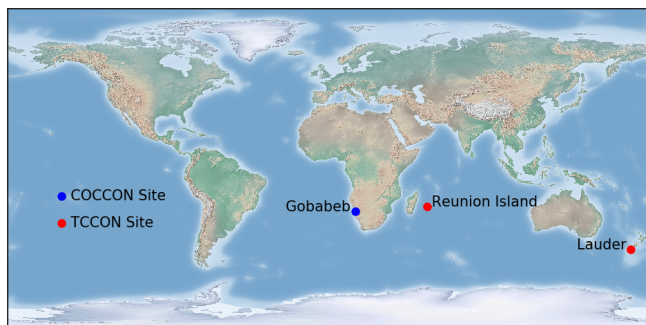 COCCON Site
TCCON Site
Gobabeb
Reunion Island
Lauder